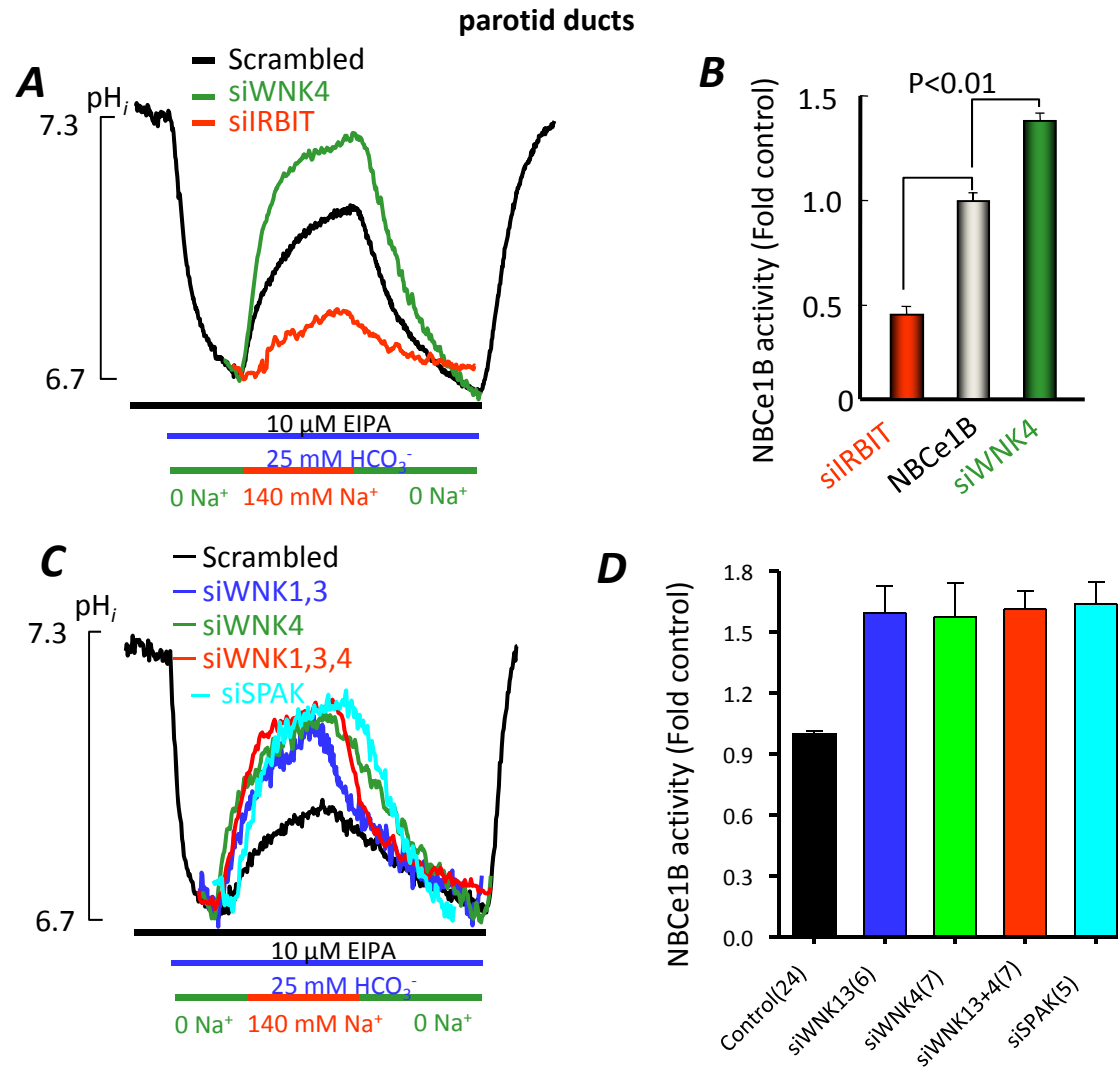 parotid ducts
A
Scrambled
siWNK4
siIRBIT
pHi
7.3
6.7
10 µM EIPA
25 mM HCO3-
0 Na+ 140 mM Na+ 0 Na+
B
P<0.01
NBCe1B activity (Fold control)
1.5
1.0
0.5
0
siIRBIT
NBCe1B
siWNK4
C
Scrambled
siWNK1,3
siWNK4
siWNK1,3,4
siSPAK
pHi
7.3
6.7
10 µM EIPA
25 mM HCO3-
0 Na+ 140 mM Na+ 0 Na+
D
NBCe1B activity (Fold control)
1.8
1.5
1.2
0.9
0.6
0.3
0.0
Control(24)
siWNK13(6)
siWNK4(7)
siWNK13+4(7)
siSPAK(5)